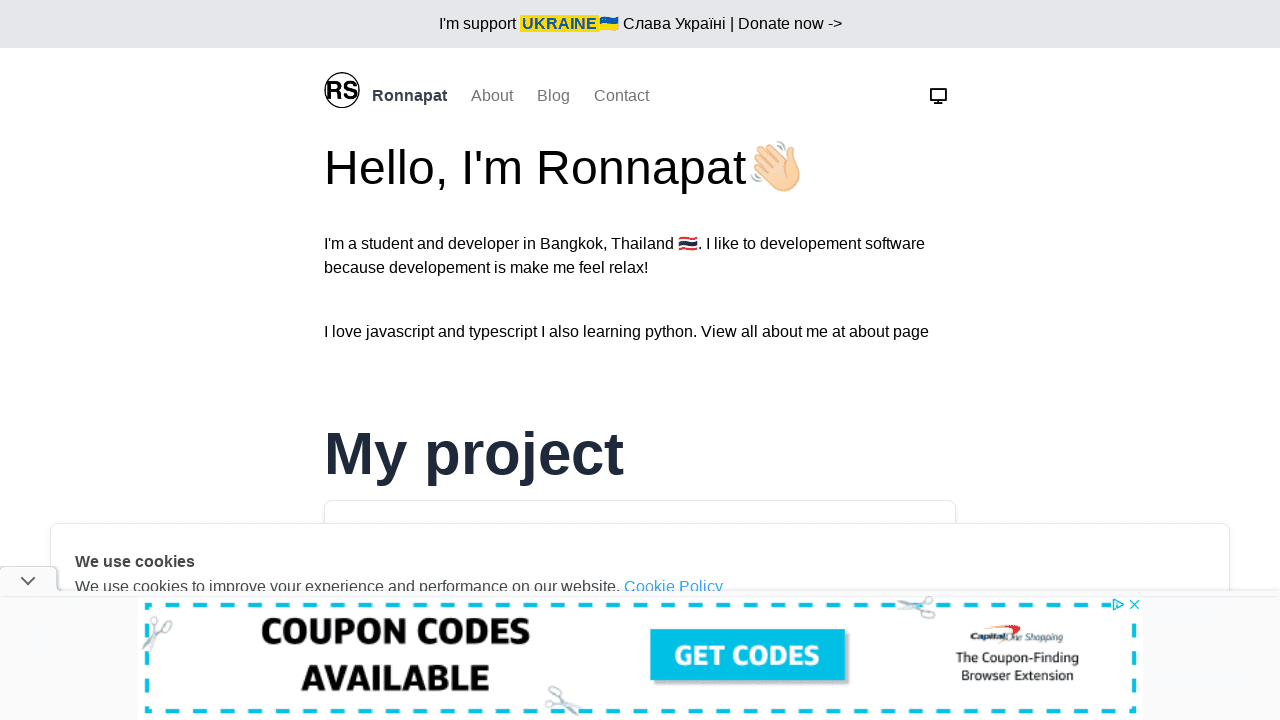 I'm support UKRAINE🇺🇦 Слава Україні | Donate now ->
RS Ronnapat About Blog Contact
Hello, I'm Ronnapat👋🏻
I'm a student and developer in Bangkok, Thailand 🇹🇭. I like to developement software
because developement is make me feel relax!
I love javascript and typescript I also learning python. View all about me at about page
My project
We use cookies
We use cookies to improve your experience and performance on our website. Cookie Policy
COUPON CODES
AVAILABLE
GET CODES
Capital One Shopping
The Coupon-Finding
Browser Extension